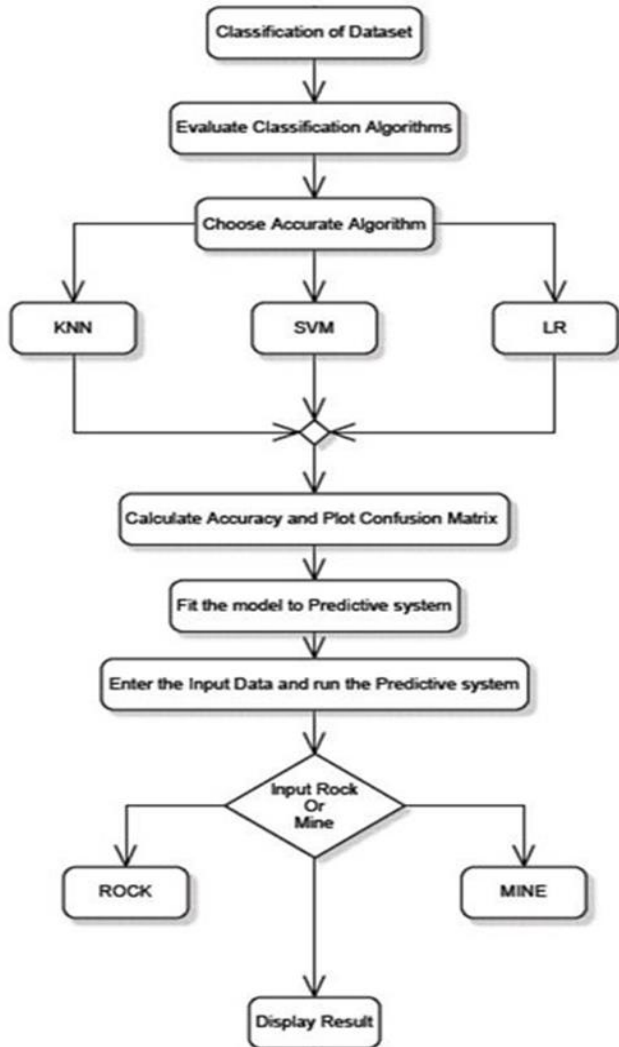 Classification of Dataset
Evaluate Classification Algorithms
Choose Accurate Algorithm
KNN
SVM
LR
Calculate Accuracy and Plot Confusion Matrix
Fit the model to Predictive system
Enter the Input Data and run the Predictive system
Input Rock
Or
Mine
ROCK
MINE
Display Result